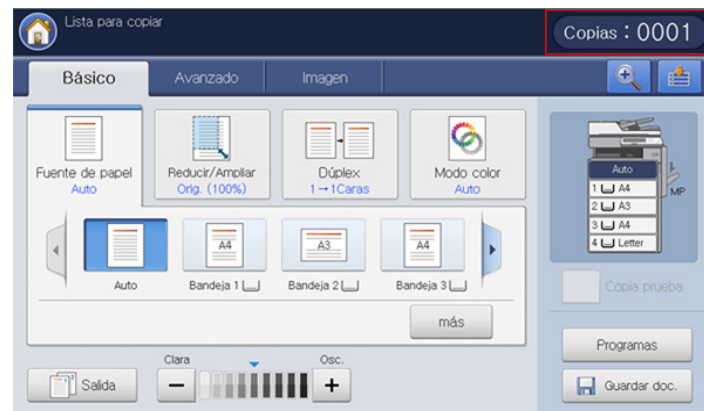 Lista para copiar
Copias : 0001
Básico
Avanzado
Imagen
Fuente de papel
Auto
Reducir/Ampliar
Orig. (100%)
Dúplex
1→1Caras
Modo color
Auto
Auto
1 A4
2 A3
3 A4
4 Letter
MP
A4
A3
A4
Auto
Bandeja 1
Bandeja 2
Bandeja 3
más
Copia prueba
Programas
Guardar doc.
Salida
Clara
Osc.